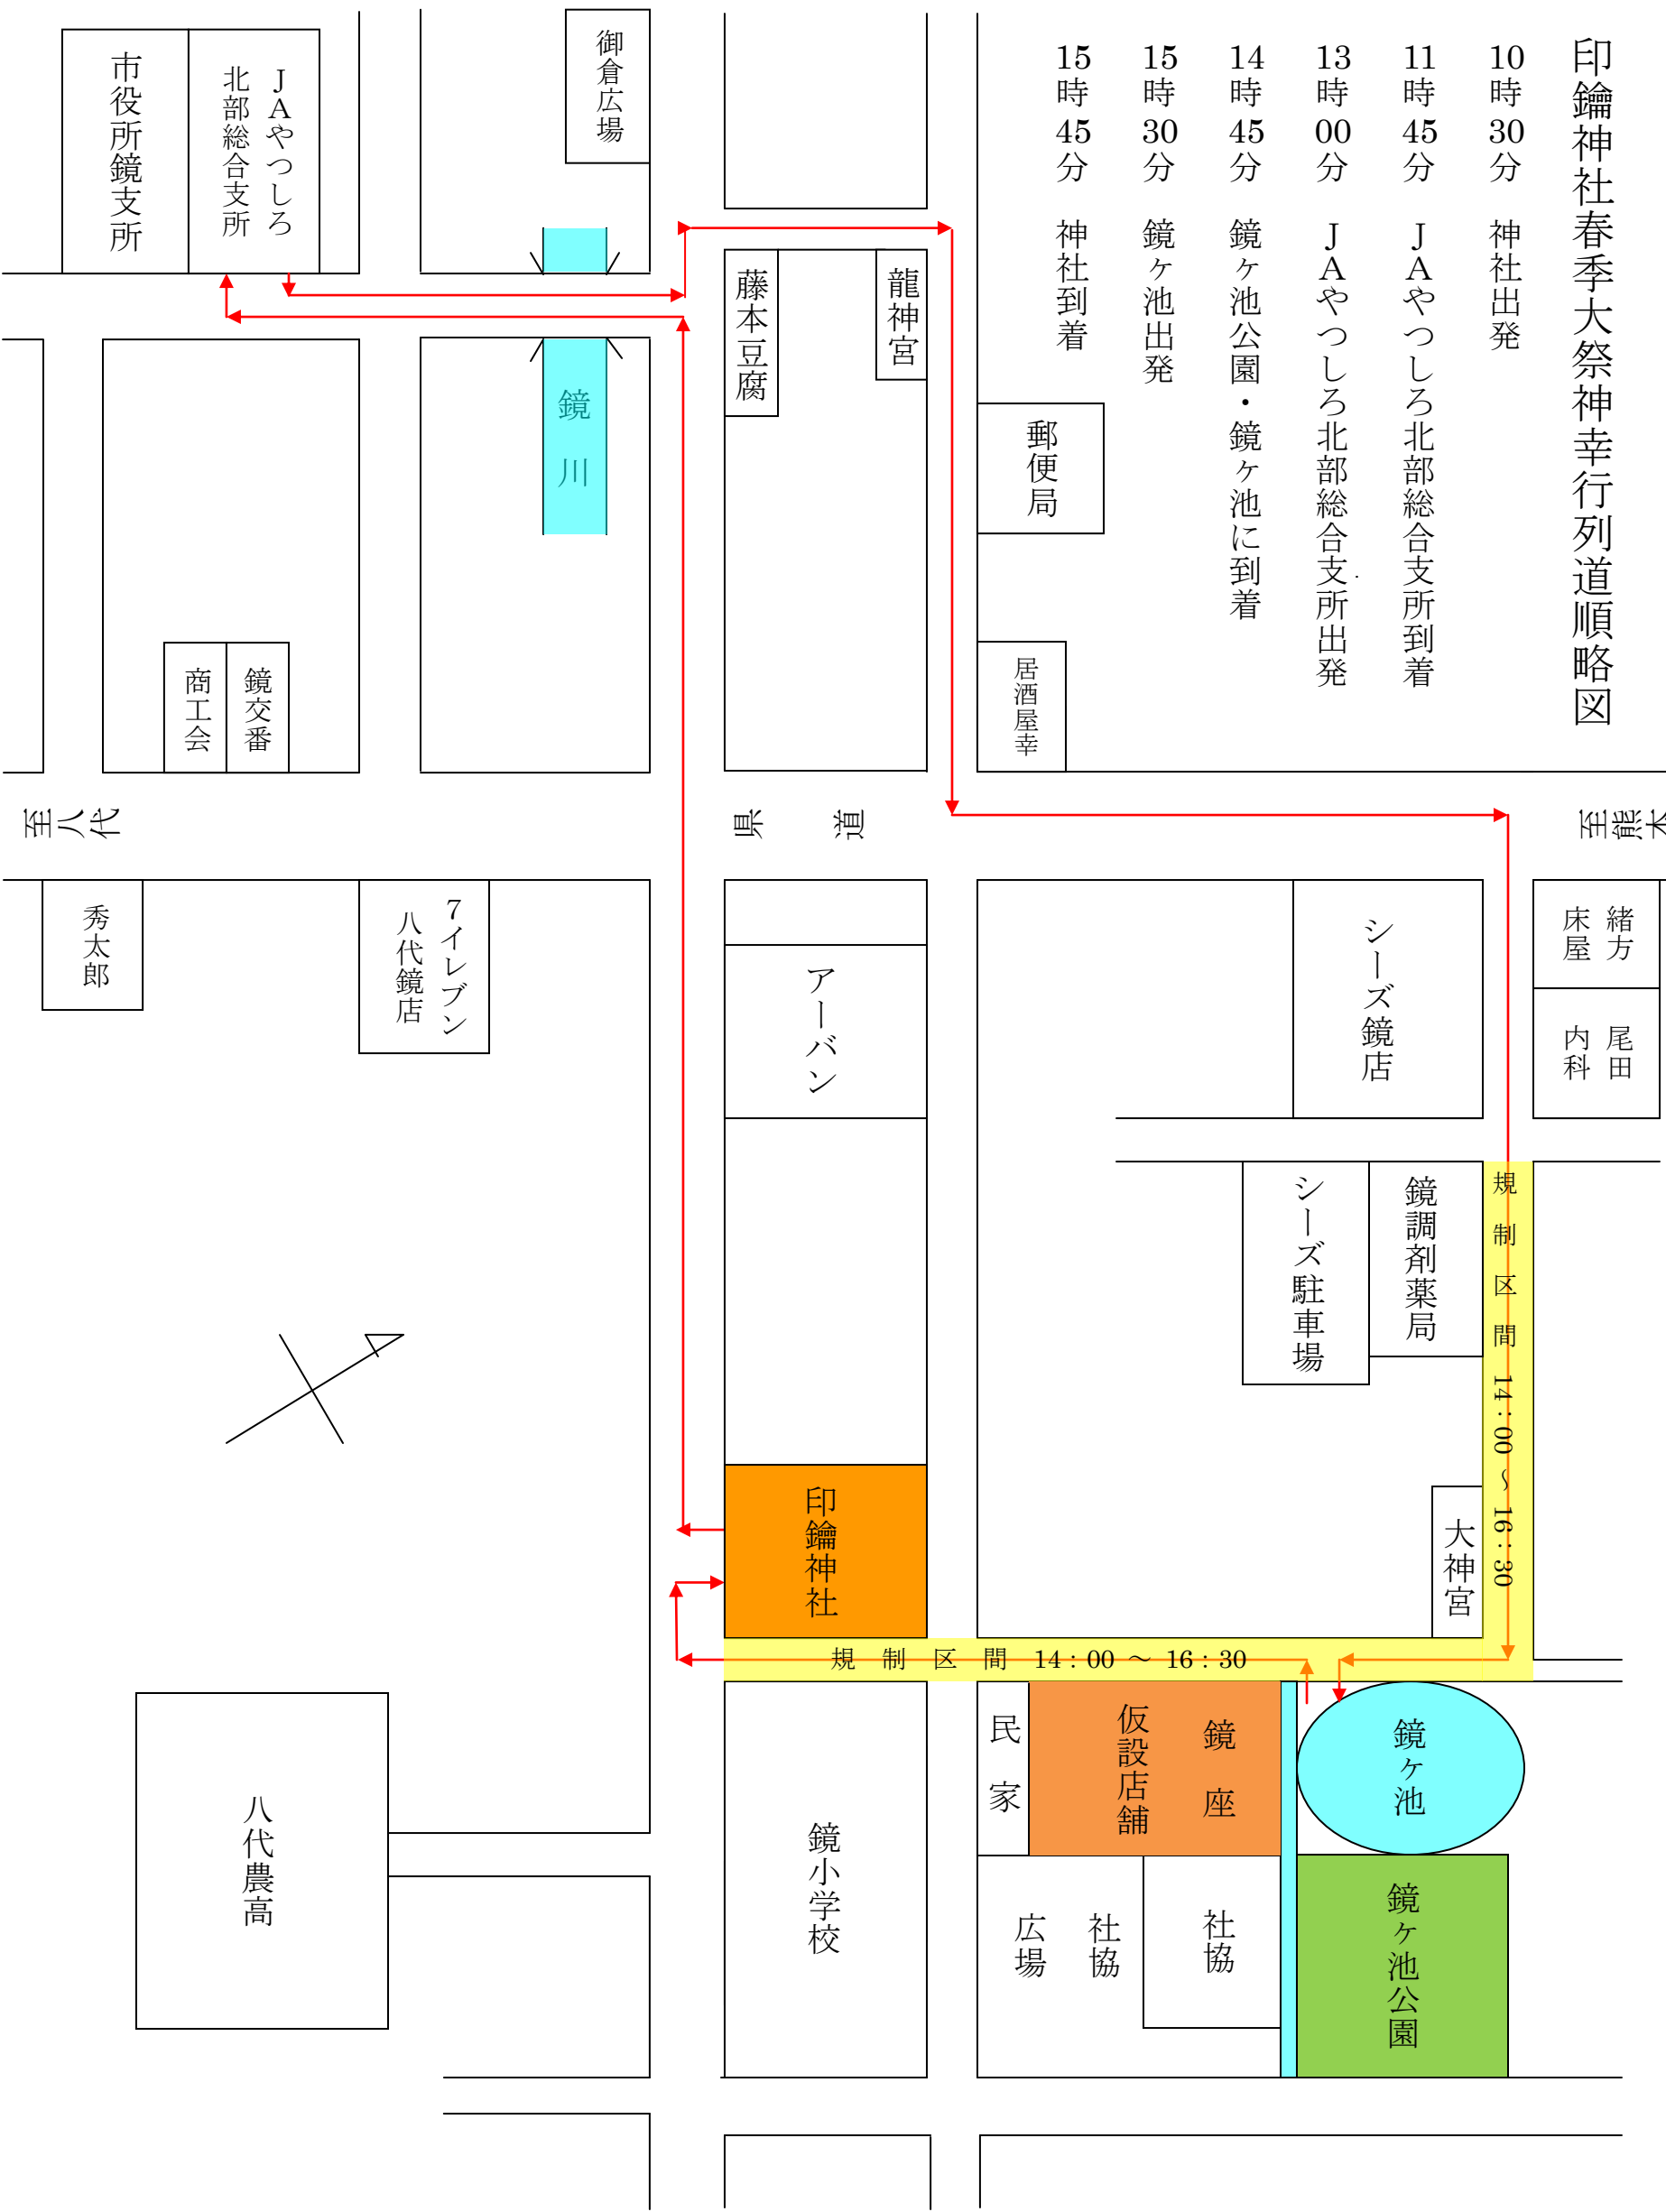 印鑰神社春季大祭神幸行列道順略図
10時30分　神社出発
11時45分　ＪＡやつしろ北部総合支所到着
13時00分　ＪＡやつしろ北部総合支所出発
14時45分　鏡ヶ池公園・鏡ヶ池に到着
15時30分　鏡ヶ池出発
15時45分　神社到着
御倉広場
ＪＡやつしろ
北部総合支所
市役所鏡支所
龍神宮
藤本豆腐
鏡川
郵便局
居酒屋幸
鏡交番
商工会
至熊本
県道
至八代
緒方
床屋
尾田
内科
シーズ鏡店
アーバン
7イレブン
八代鏡店
秀太郎
規制区間 14：00～16：30
鏡調剤薬局
シーズ駐車場
大神宮
印鑰神社
規制区間 14：00 ～ 16：30
鏡ヶ池
鏡座
仮設店舗
民家
鏡ヶ池公園
社協
社協
広場
鏡小学校
八代農高